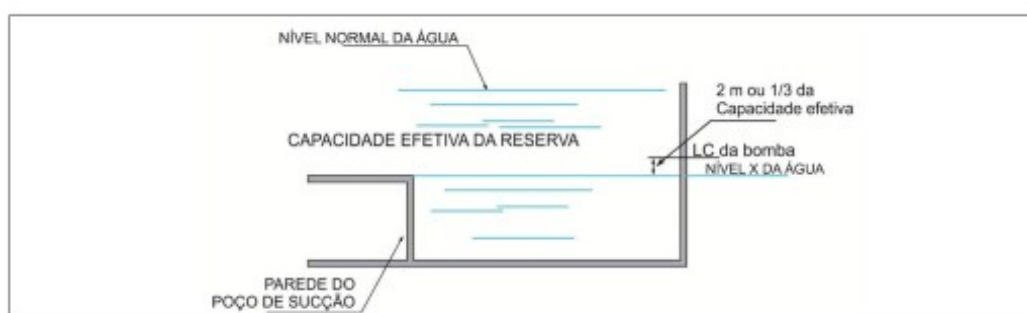 NÍVEL NORMAL DA ÁGUA
2 m ou 1/3 da
Capacidade efetiva
CAPACIDADE EFETIVA DA RESERVA
LC da bomba
NÍVEL X DA ÁGUA
PAREDE DO
POÇO DE SUCÇÃO